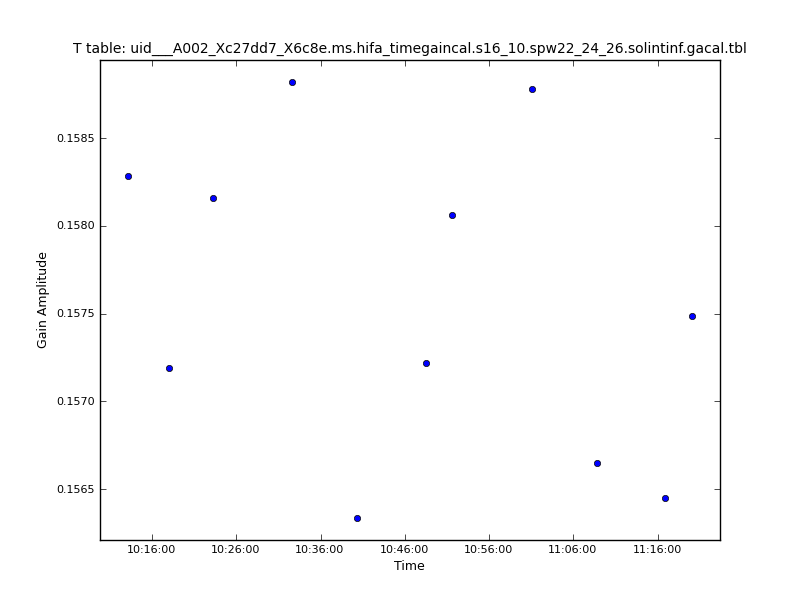 T table: uid___A002_Xc27dd7_X6c8e.ms.hifa_timegaincal.s16_10.spw22_24_26.solintinf.gacal.tbl
0.1585
0.1580
0.1575
0.1570
0.1565
Gain Amplitude
10:16:00 10:26:00 10:36:00 10:46:00 10:56:00 11:06:00 11:16:00
Time